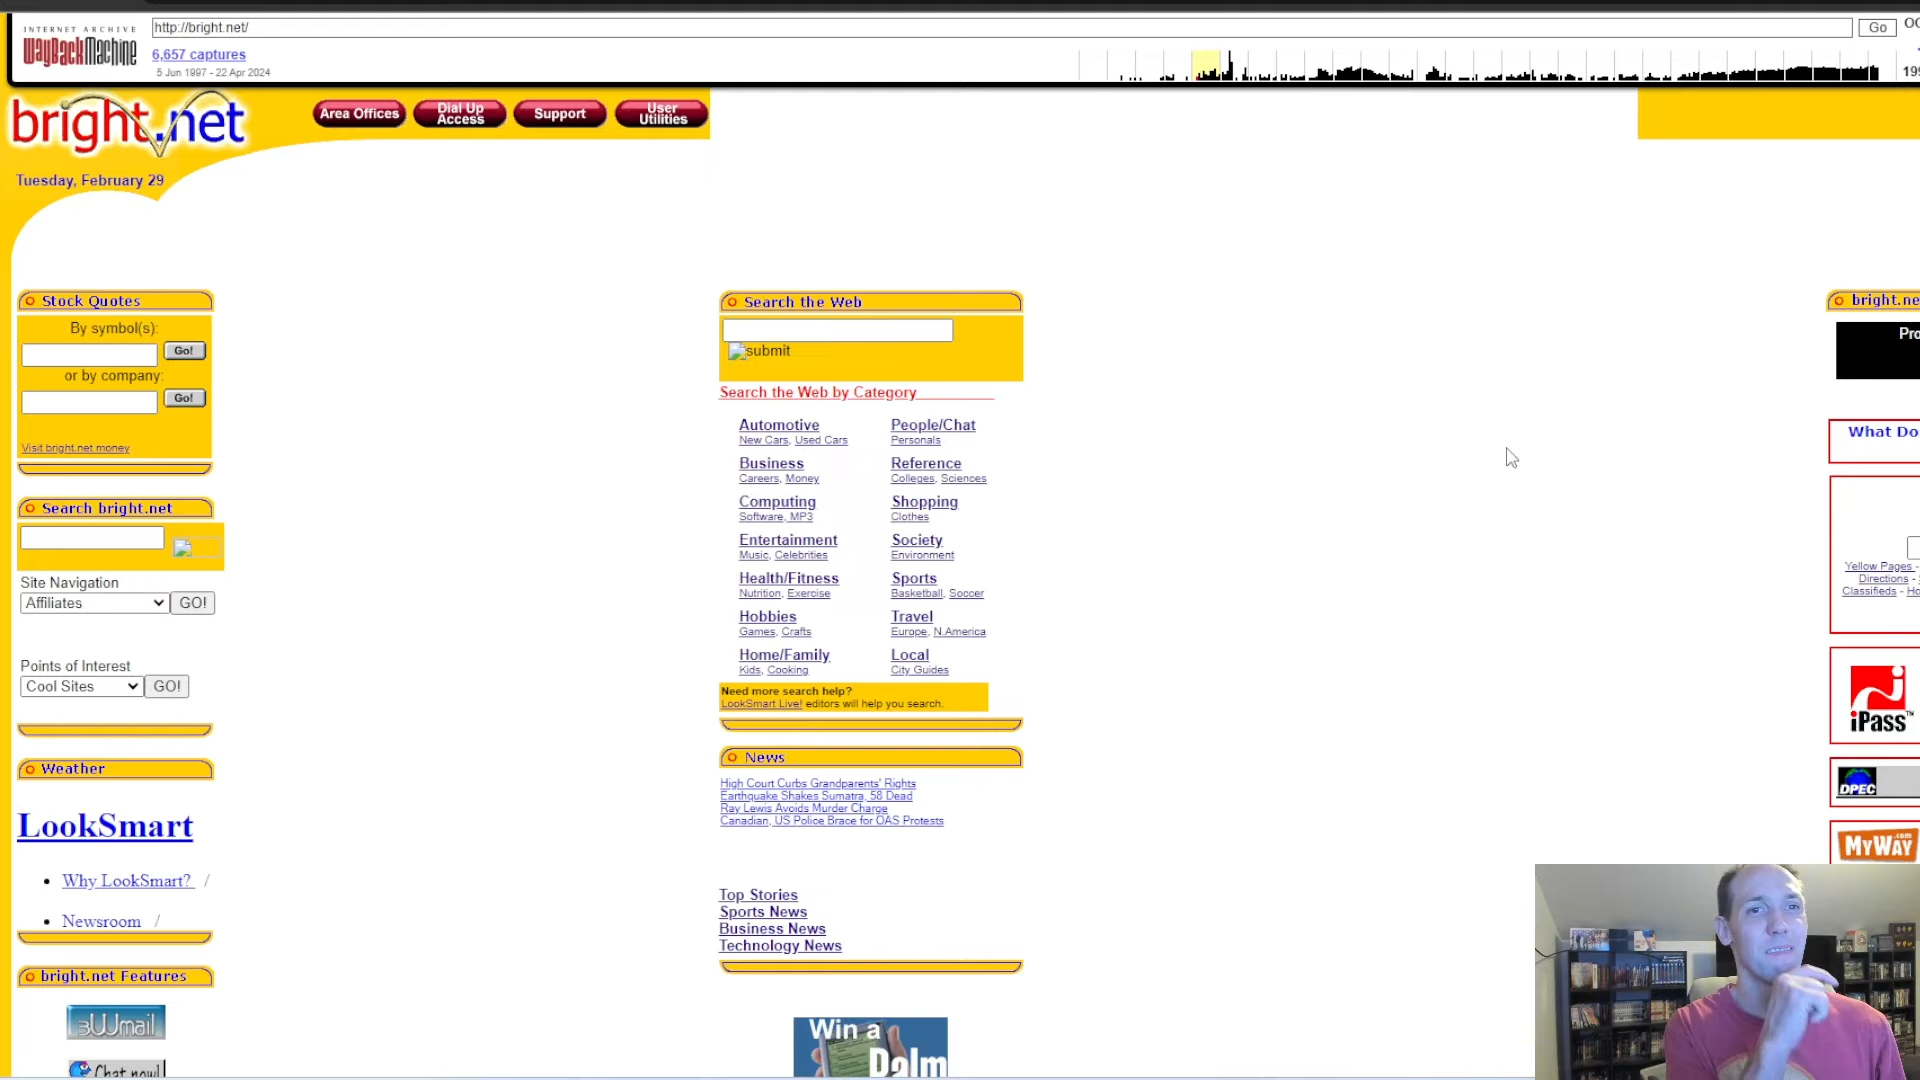 INTERNET ARCHIVE
WayBackMachine
http://bright.net/
Go
6,657 captures
5 Jun 1997 - 22 Apr 2024
bright.net
Area Offices
Dial Up Access
Support
User Utilities
Tuesday, February 29
Stock Quotes
By symbol(s):
Go!
or by company:
Go!
Visit bright.net money
Search bright.net
Site Navigation
Affiliates
GO!
Points of Interest
Cool Sites
GO!
Weather
LookSmart
Why LookSmart? /
Newsroom /
bright.net Features
3WWmail
Chat now!
Search the Web
submit
Search the Web by Category
Automotive
New Cars, Used Cars
Business
Careers, Money
Computing
Software, MP3
Entertainment
Music, Celebrities
Health/Fitness
Nutrition, Exercise
Hobbies
Games, Crafts
Home/Family
Kids, Cooking
People/Chat
Personals
Reference
Colleges, Sciences
Shopping
Clothes
Society
Environment
Sports
Basketball, Soccer
Travel
Europe, N.America
Local
City Guides
Need more search help?
LookSmart Live! editors will help you search.
News
High Court Curbs Grandparents' Rights
Earthquake Shakes Sumatra, 58 Dead
Ray Lewis Avoids Murder Charge
Canadian, US Police Brace for OAS Protests
Top Stories
Sports News
Business News
Technology News
Win a
Palm
bright.ne
Pro
What Do
Yellow Pages -
Directions -
Classifieds - Ho
iPass™
DPEC
MyWay.com